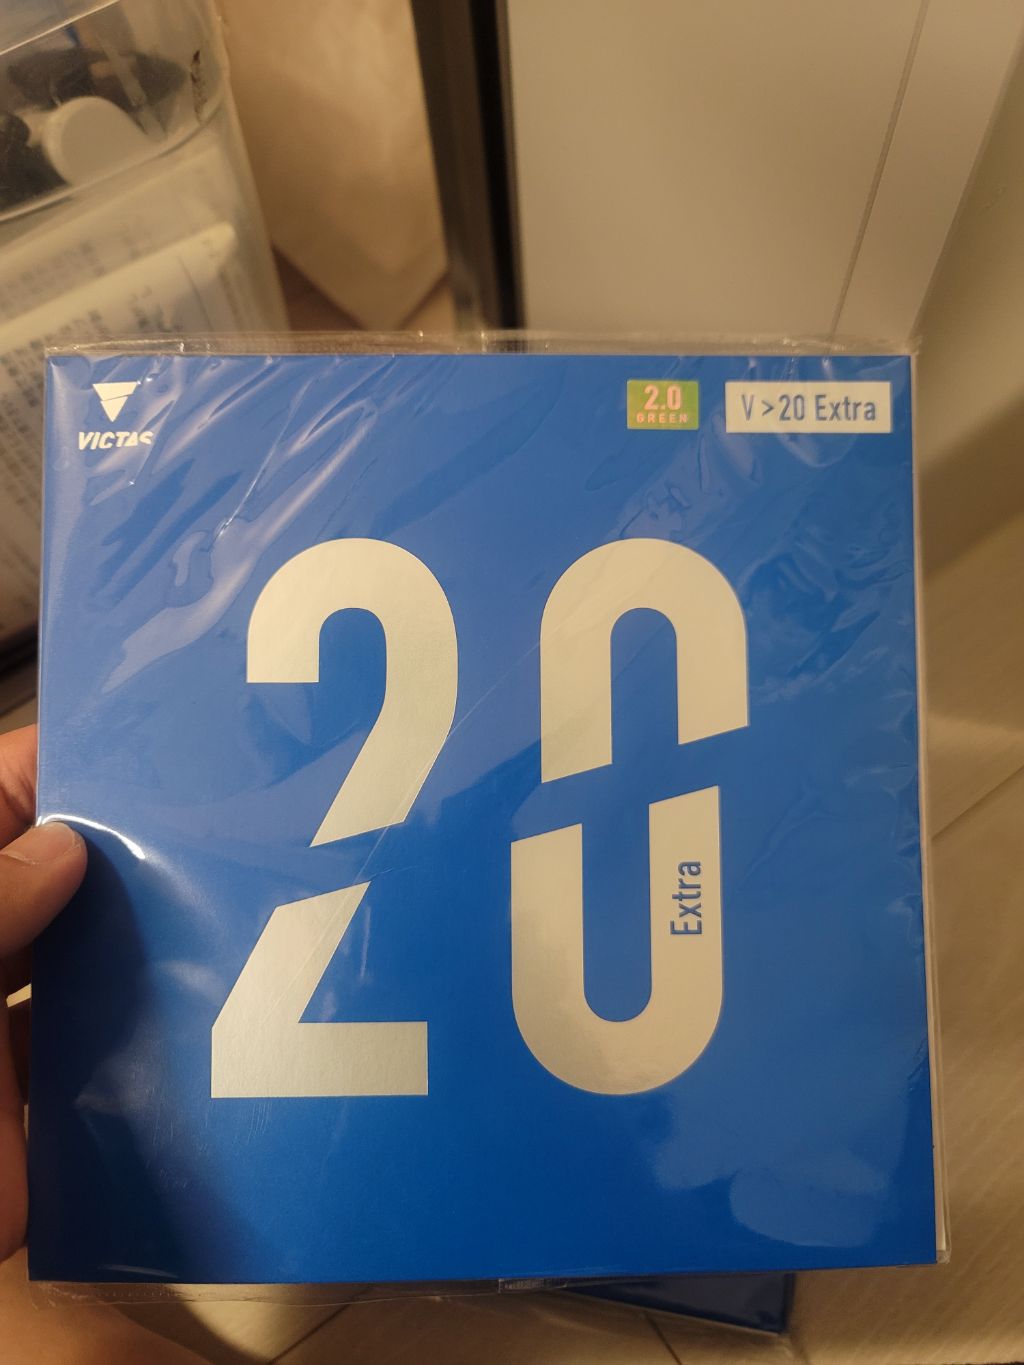 VICTAS
2.0
GREEN
V>20 Extra
20
Extra